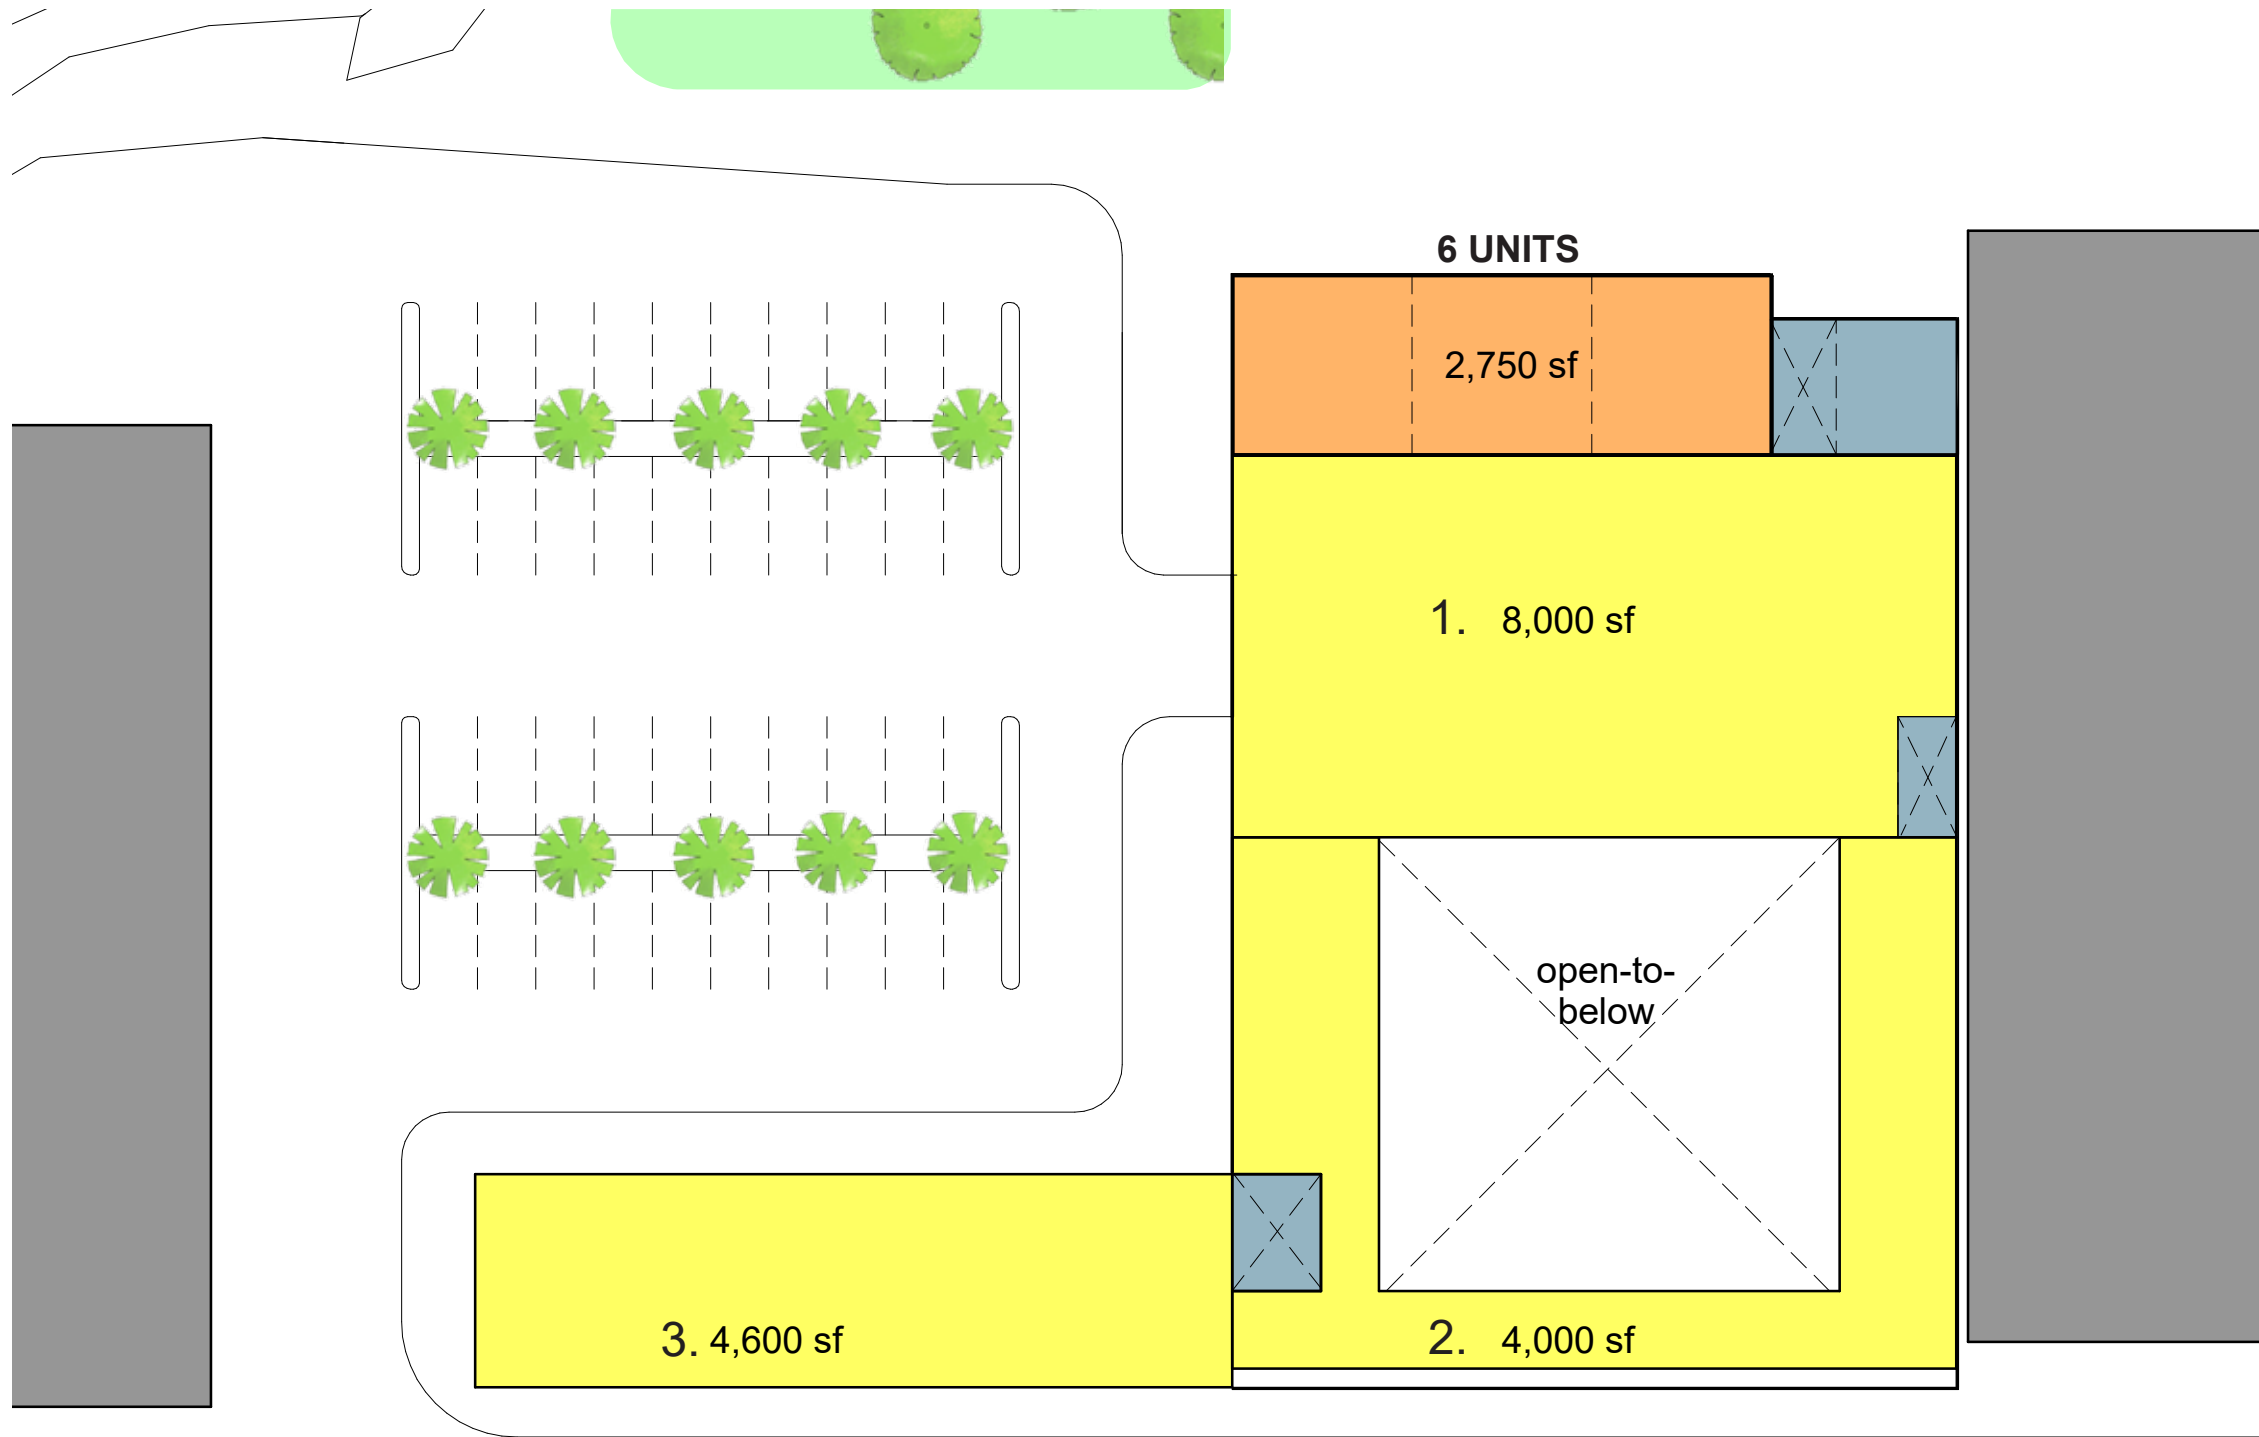 6 UNITS
2,750 sf
1. 8,000 sf
open-to-
below
3. 4,600 sf
2. 4,000 sf